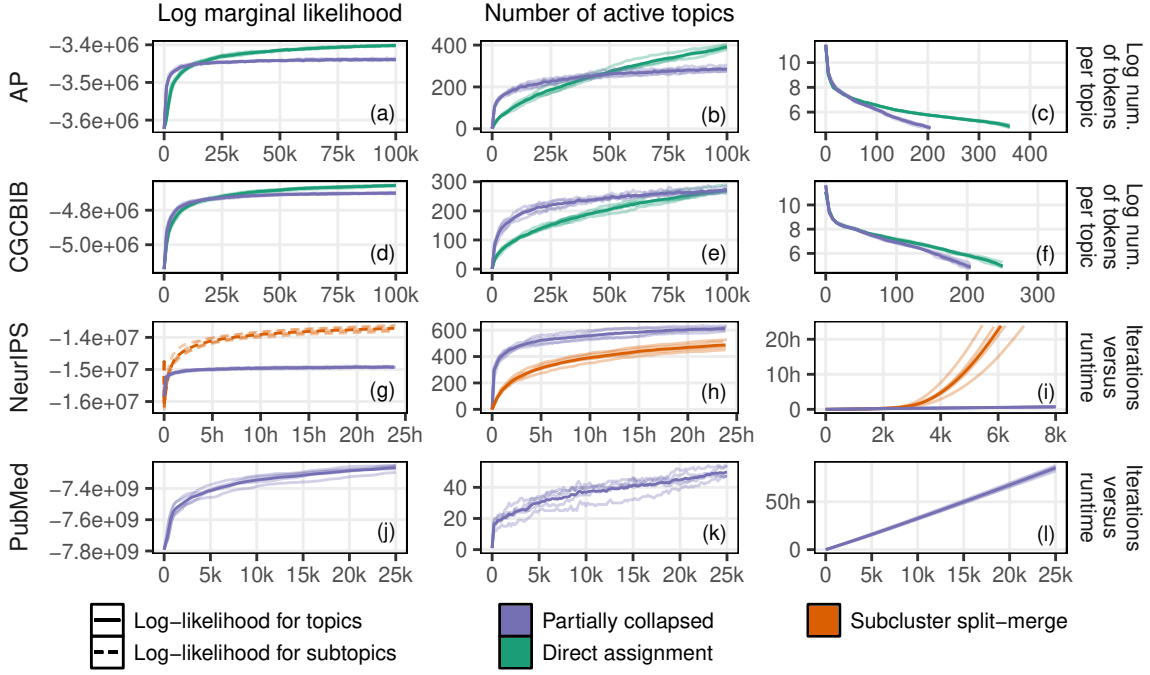 Log marginal likelihood
Number of active topics
AP
−3.4e+06
−3.5e+06
−3.6e+06
(a)
0 25k 50k 75k 100k
400
200
0
(b)
0 25k 50k 75k 100k
10
8
6
(c)
0 100 200 300 400
Log num.
of tokens
per topic
CGCBIB
−4.8e+06
−5.0e+06
(d)
0 25k 50k 75k 100k
300
200
100
0
(e)
0 25k 50k 75k 100k
10
8
6
(f)
0 100 200 300
Log num.
of tokens
per topic
NeurIPS
−1.4e+07
−1.5e+07
−1.6e+07
(g)
0 5h 10h 15h 20h 25h
600
400
200
0
(h)
0 5h 10h 15h 20h 25h
20h
10h
0
(i)
0 2k 4k 6k 8k
Iterations
versus
runtime
PubMed
−7.4e+09
−7.6e+09
−7.8e+09
(j)
0 5k 10k 15k 20k 25k
40
20
0
(k)
0 5k 10k 15k 20k 25k
50h
0
(l)
0 5k 10k 15k 20k 25k
Iterations
versus
runtime
Log−likelihood for topics
Log−likelihood for subtopics
Partially collapsed
Direct assignment
Subcluster split−merge